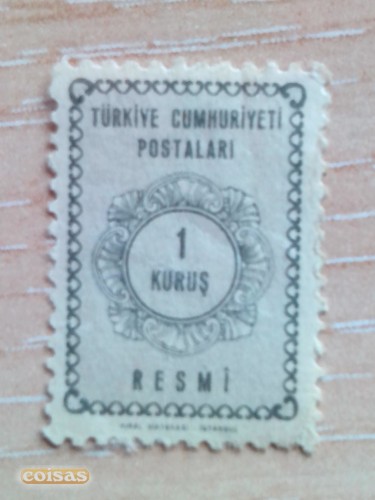 TÜRKİYE CUMHURİYETİ
POSTALARI
1
KURUŞ
RESMİ
coisas